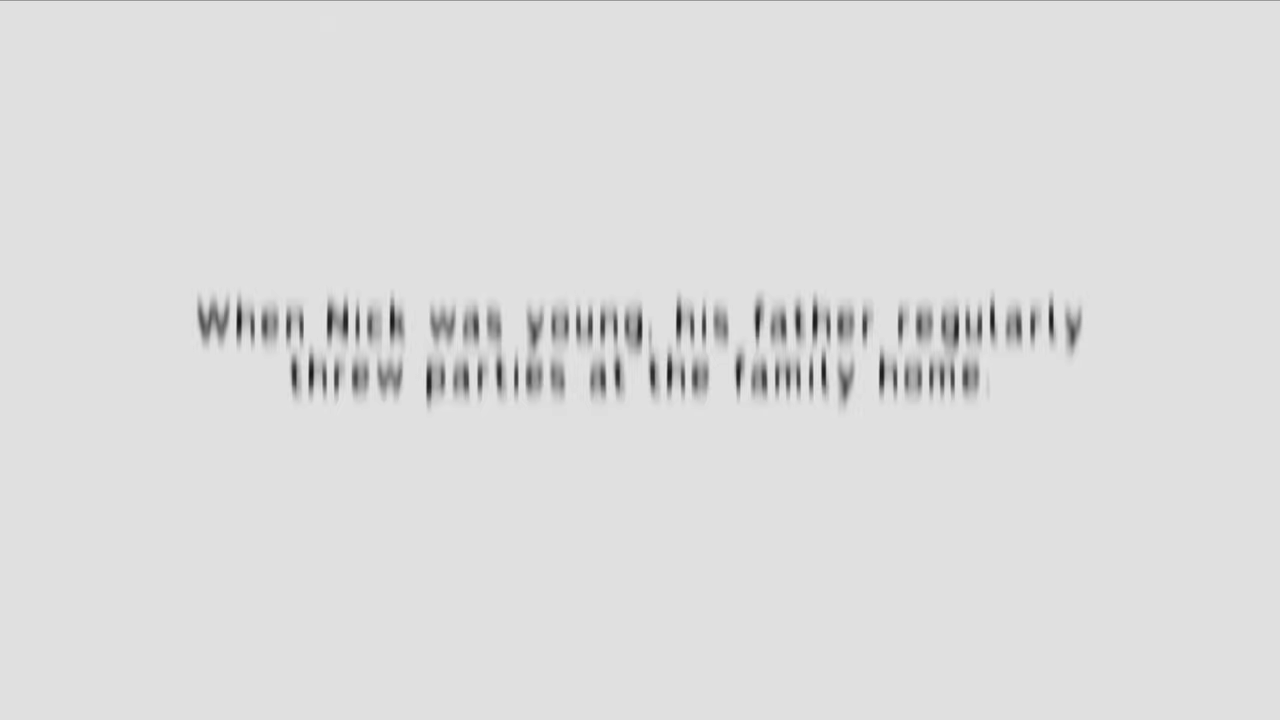 When Nick was young, his father regularly
threw parties at the family home.